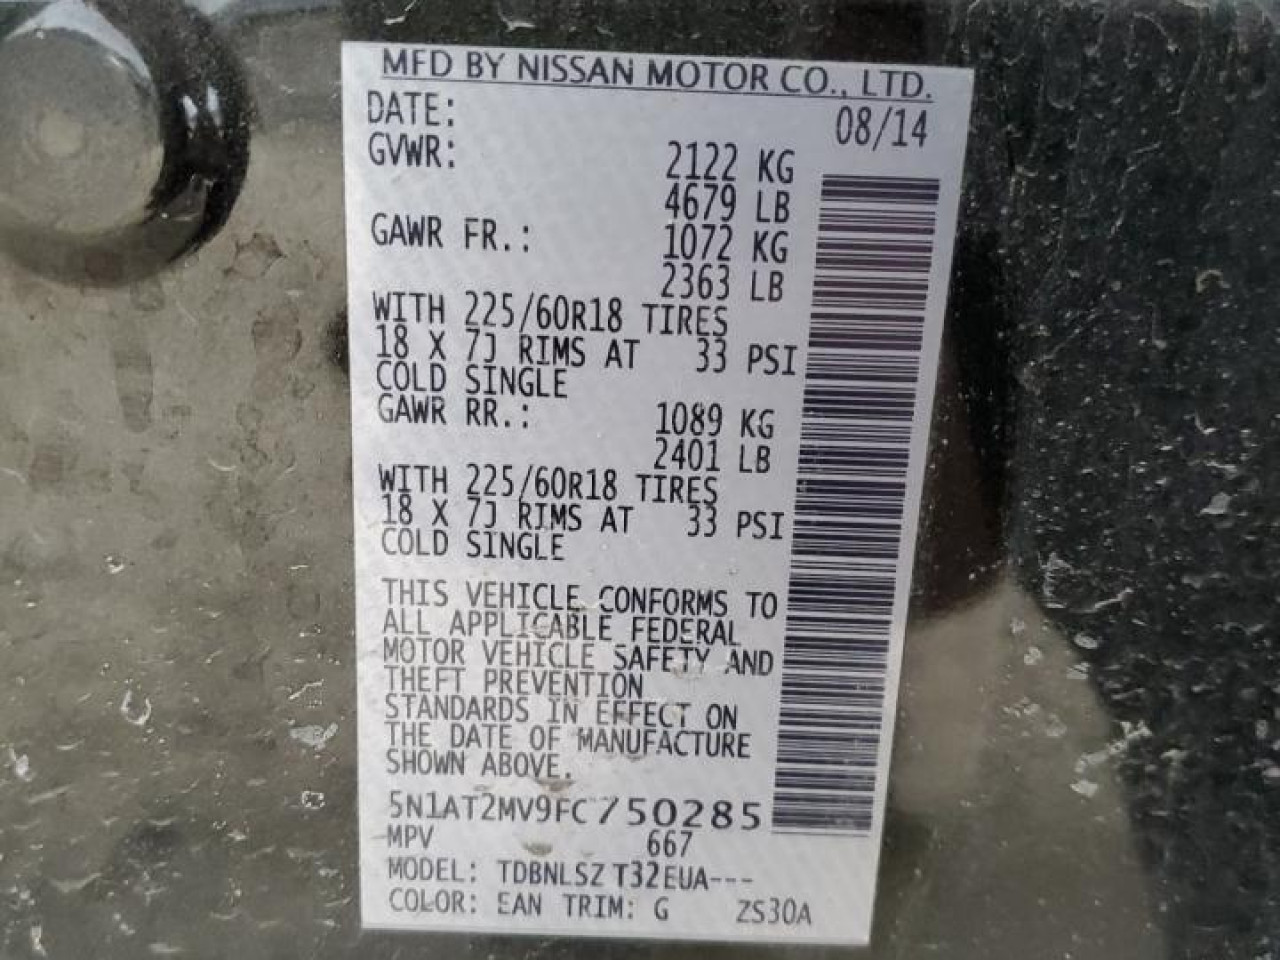 MFD BY NISSAN MOTOR CO., LTD.
DATE: 08/14
GVWR: 2122 KG
4679 LB
GAWR FR.: 1072 KG
2363 LB
WITH 225/60R18 TIRES
18 X 7J RIMS AT 33 PSI
COLD SINGLE
GAWR RR.: 1089 KG
2401 LB
WITH 225/60R18 TIRES
18 X 7J RIMS AT 33 PSI
COLD SINGLE
THIS VEHICLE CONFORMS TO
ALL APPLICABLE FEDERAL
MOTOR VEHICLE SAFETY AND
THEFT PREVENTION
STANDARDS IN EFFECT ON
THE DATE OF MANUFACTURE
SHOWN ABOVE.
5N1AT2MV9FC750285
MPV 667
MODEL: TDBNLSZ T32EUA---
COLOR: EAN TRIM: G ZS30A